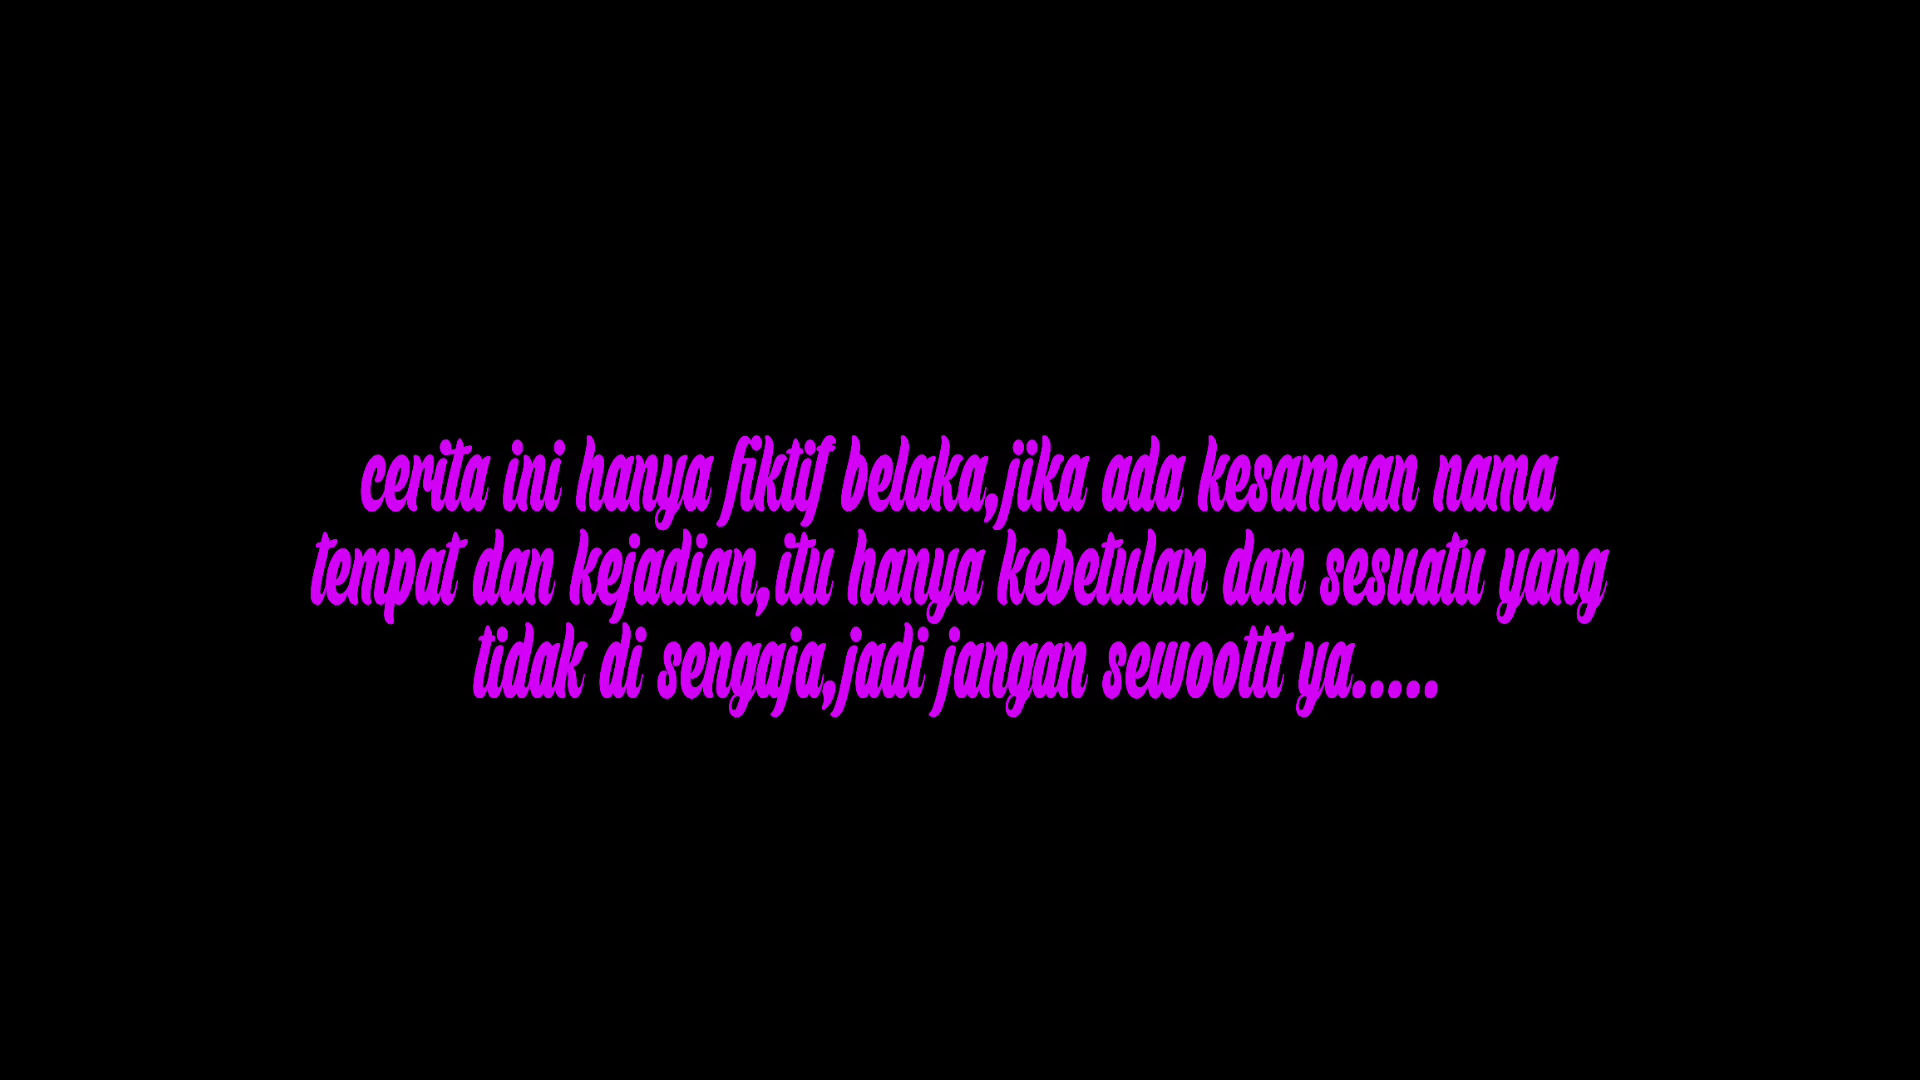 cerita ini hanya fiktif belaka,jika ada kesamaan nama
tempat dan kejadian,itu hanya kebetulan dan sesuatu yang
tidak di sengaja,jadi jangan sewoottt ya.....